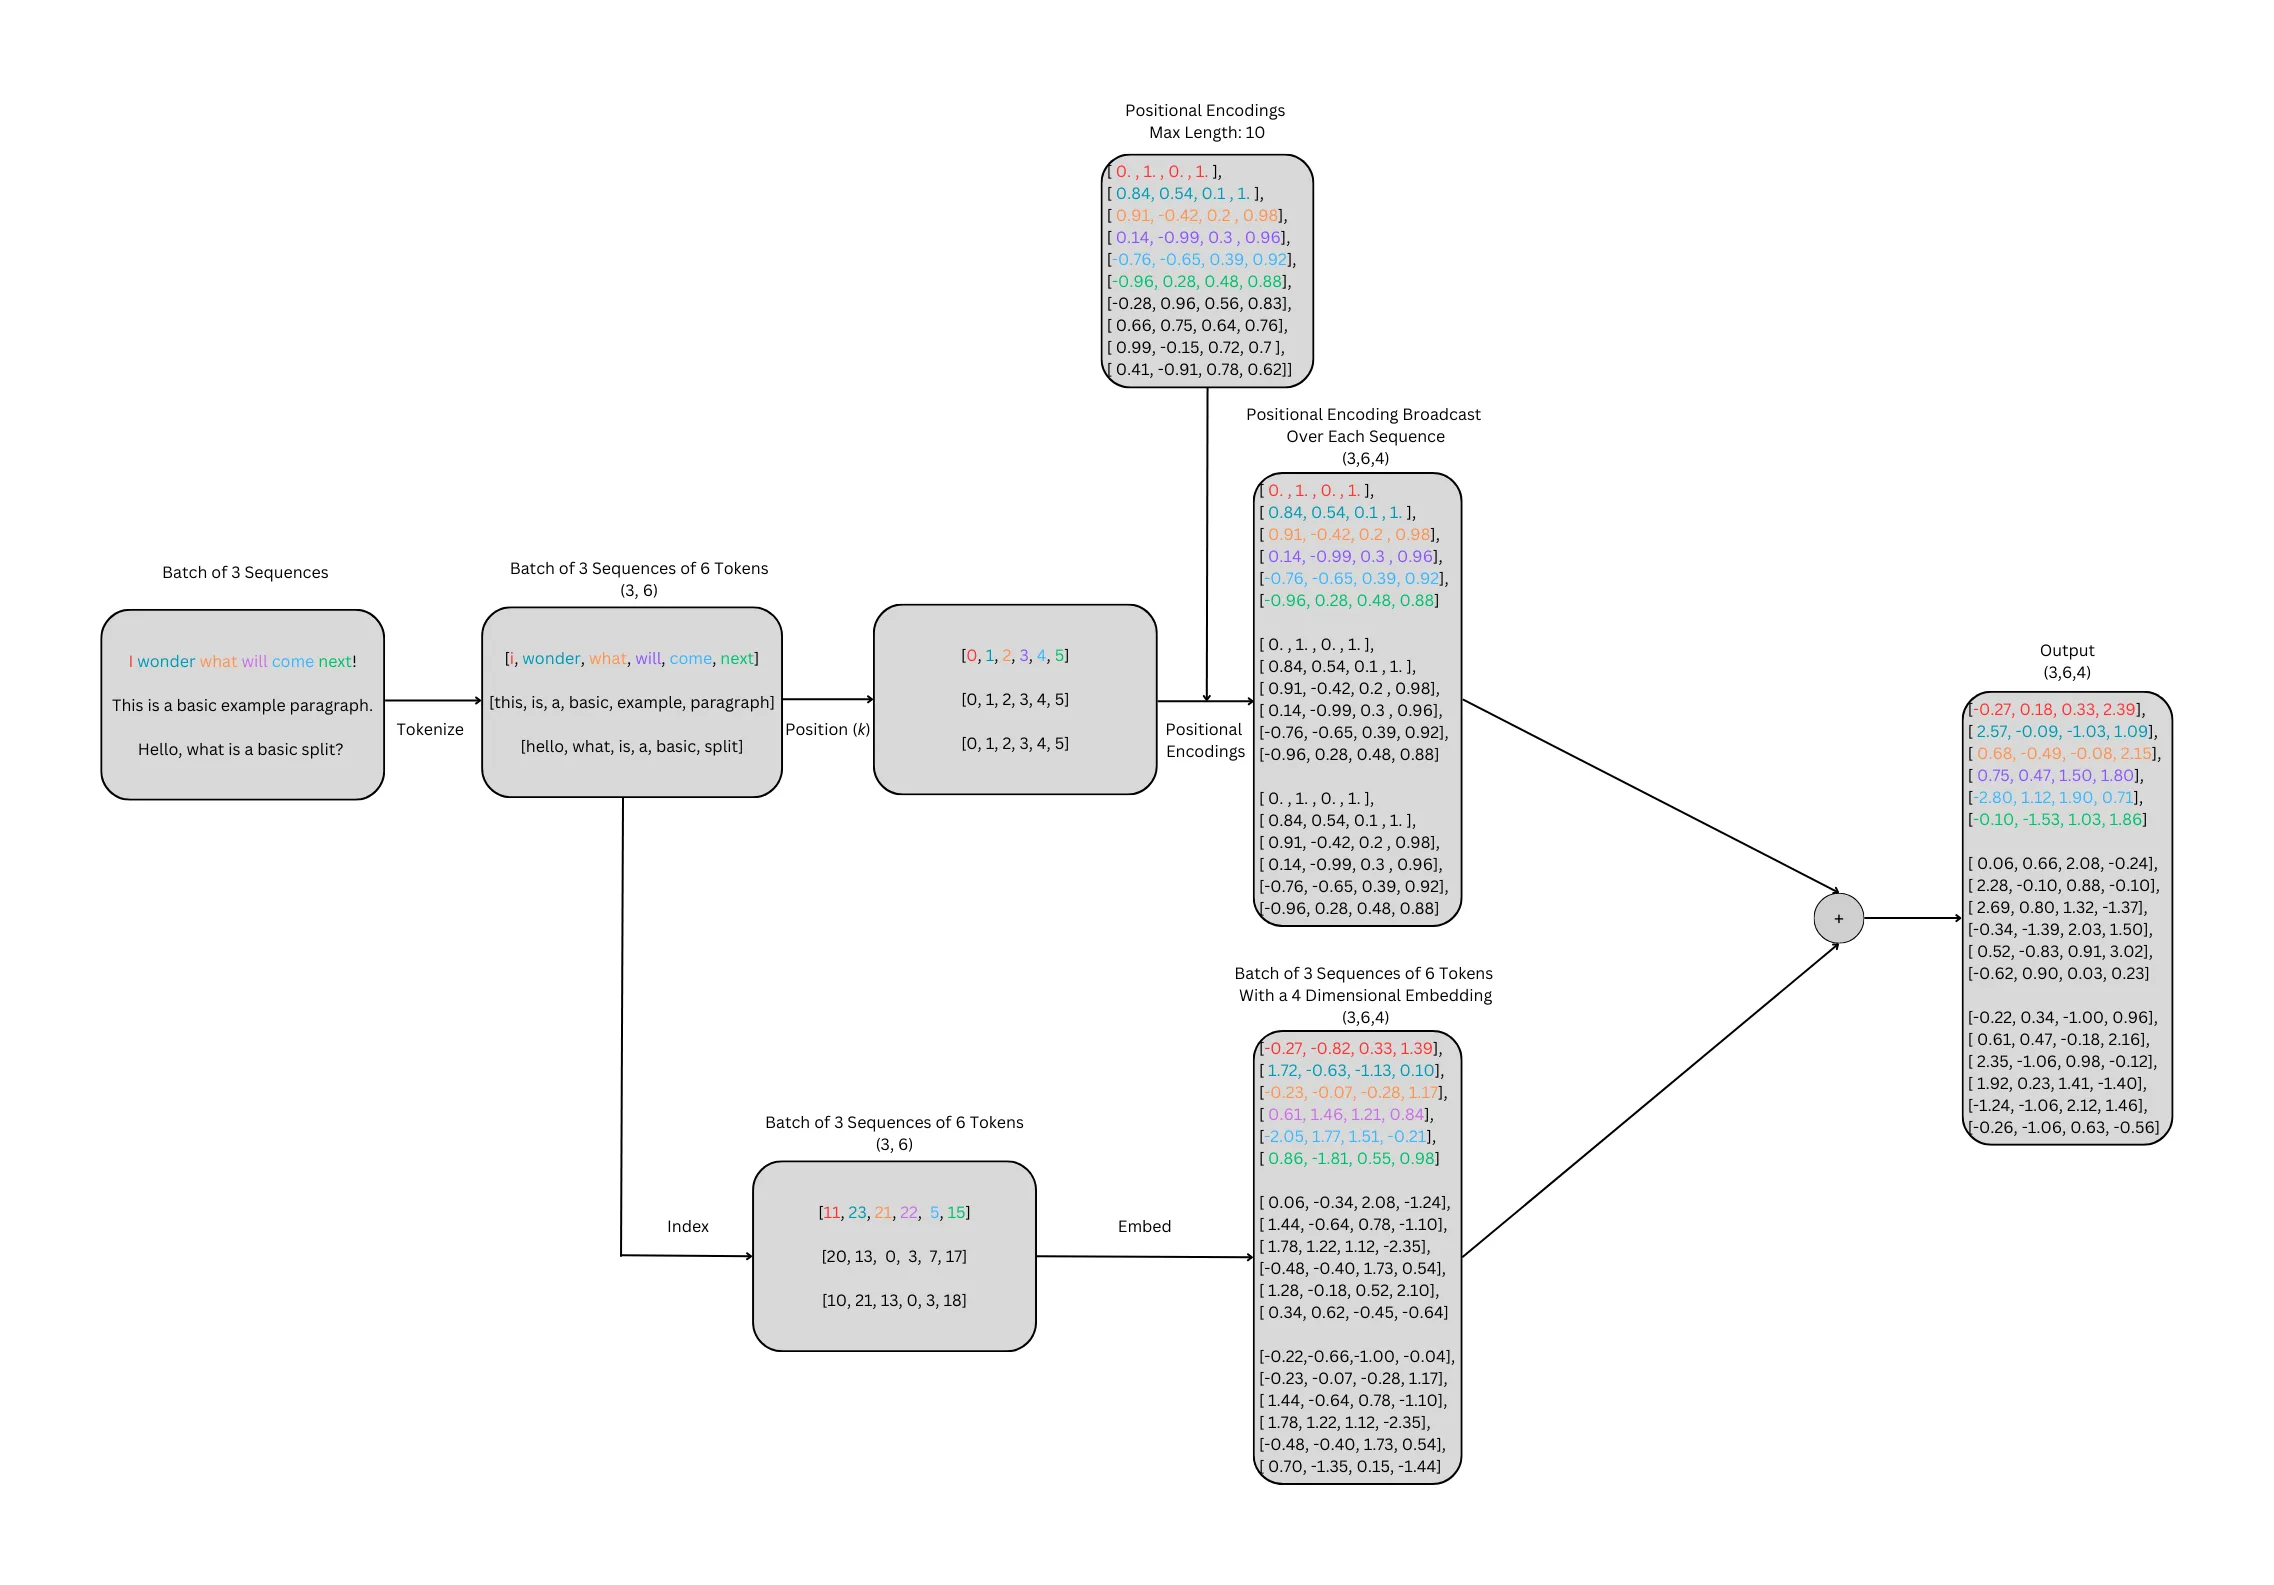 Positional Encodings
Max Length: 10
[ 0. , 1. , 0. , 1. ],
[ 0.84, 0.54, 0.1 , 1. ],
[ 0.91, -0.42, 0.2 , 0.98],
[ 0.14, -0.99, 0.3 , 0.96],
[-0.76, -0.65, 0.39, 0.92],
[-0.96, 0.28, 0.48, 0.88],
[-0.28, 0.96, 0.56, 0.83],
[ 0.66, 0.75, 0.64, 0.76],
[ 0.99, -0.15, 0.72, 0.7 ],
[ 0.41, -0.91, 0.78, 0.62]]
Batch of 3 Sequences
I wonder what will come next!
This is a basic example paragraph.
Hello, what is a basic split?
Tokenize
Batch of 3 Sequences of 6 Tokens
(3, 6)
[i, wonder, what, will, come, next]
[this, is, a, basic, example, paragraph]
[hello, what, is, a, basic, split]
Position (k)
[0, 1, 2, 3, 4, 5]
[0, 1, 2, 3, 4, 5]
[0, 1, 2, 3, 4, 5]
Positional
Encodings
Positional Encoding Broadcast
Over Each Sequence
(3,6,4)
[ 0. , 1. , 0. , 1. ],
[ 0.84, 0.54, 0.1 , 1. ],
[ 0.91, -0.42, 0.2 , 0.98],
[ 0.14, -0.99, 0.3 , 0.96],
[-0.76, -0.65, 0.39, 0.92],
[-0.96, 0.28, 0.48, 0.88]
[ 0. , 1. , 0. , 1. ],
[ 0.84, 0.54, 0.1 , 1. ],
[ 0.91, -0.42, 0.2 , 0.98],
[ 0.14, -0.99, 0.3 , 0.96],
[-0.76, -0.65, 0.39, 0.92],
[-0.96, 0.28, 0.48, 0.88]
[ 0. , 1. , 0. , 1. ],
[ 0.84, 0.54, 0.1 , 1. ],
[ 0.91, -0.42, 0.2 , 0.98],
[ 0.14, -0.99, 0.3 , 0.96],
[-0.76, -0.65, 0.39, 0.92],
[-0.96, 0.28, 0.48, 0.88]
Index
Batch of 3 Sequences of 6 Tokens
(3, 6)
[11, 23, 21, 22, 5, 15]
[20, 13, 0, 3, 7, 17]
[10, 21, 13, 0, 3, 18]
Embed
Batch of 3 Sequences of 6 Tokens
With a 4 Dimensional Embedding
(3,6,4)
[-0.27, -0.82, 0.33, 1.39],
[ 1.72, -0.63, -1.13, 0.10],
[-0.23, -0.07, -0.28, 1.17],
[ 0.61, 1.46, 1.21, 0.84],
[-2.05, 1.77, 1.51, -0.21],
[ 0.86, -1.81, 0.55, 0.98]
[ 0.06, -0.34, 2.08, -1.24],
[ 1.44, -0.64, 0.78, -1.10],
[ 1.78, 1.22, 1.12, -2.35],
[-0.48, -0.40, 1.73, 0.54],
[ 1.28, -0.18, 0.52, 2.10],
[ 0.34, 0.62, -0.45, -0.64]
[-0.22,-0.66,-1.00, -0.04],
[-0.23, -0.07, -0.28, 1.17],
[ 1.44, -0.64, 0.78, -1.10],
[ 1.78, 1.22, 1.12, -2.35],
[-0.48, -0.40, 1.73, 0.54],
[ 0.70, -1.35, 0.15, -1.44]
+
Output
(3,6,4)
[-0.27, 0.18, 0.33, 2.39],
[ 2.57, -0.09, -1.03, 1.09],
[ 0.68, -0.49, -0.08, 2.15],
[ 0.75, 0.47, 1.50, 1.80],
[-2.80, 1.12, 1.90, 0.71],
[-0.10, -1.53, 1.03, 1.86]
[ 0.06, 0.66, 2.08, -0.24],
[ 2.28, -0.10, 0.88, -0.10],
[ 2.69, 0.80, 1.32, -1.37],
[-0.34, -1.39, 2.03, 1.50],
[ 0.52, -0.83, 0.91, 3.02],
[-0.62, 0.90, 0.03, 0.23]
[-0.22, 0.34, -1.00, 0.96],
[ 0.61, 0.47, -0.18, 2.16],
[ 2.35, -1.06, 0.98, -0.12],
[ 1.92, 0.23, 1.41, -1.40],
[-1.24, -1.06, 2.12, 1.46],
[-0.26, -1.06, 0.63, -0.56]